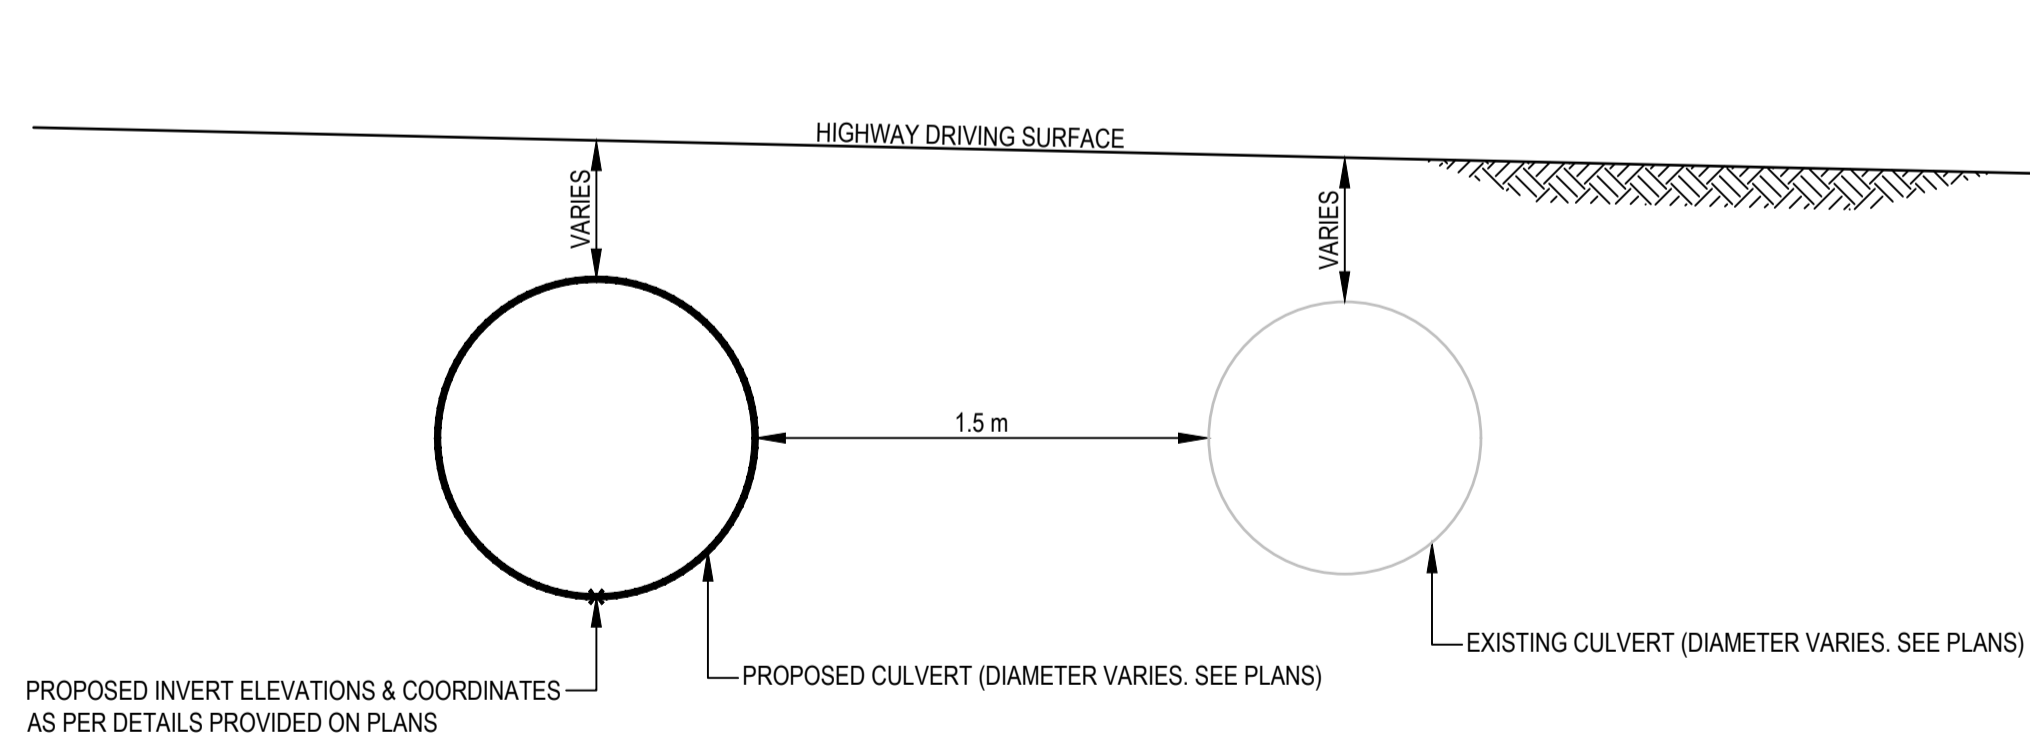 HIGHWAY DRIVING SURFACE
VARIES
VARIES
1.5 m
EXISTING CULVERT (DIAMETER VARIES. SEE PLANS)
PROPOSED CULVERT (DIAMETER VARIES. SEE PLANS)
PROPOSED INVERT ELEVATIONS & COORDINATES
AS PER DETAILS PROVIDED ON PLANS